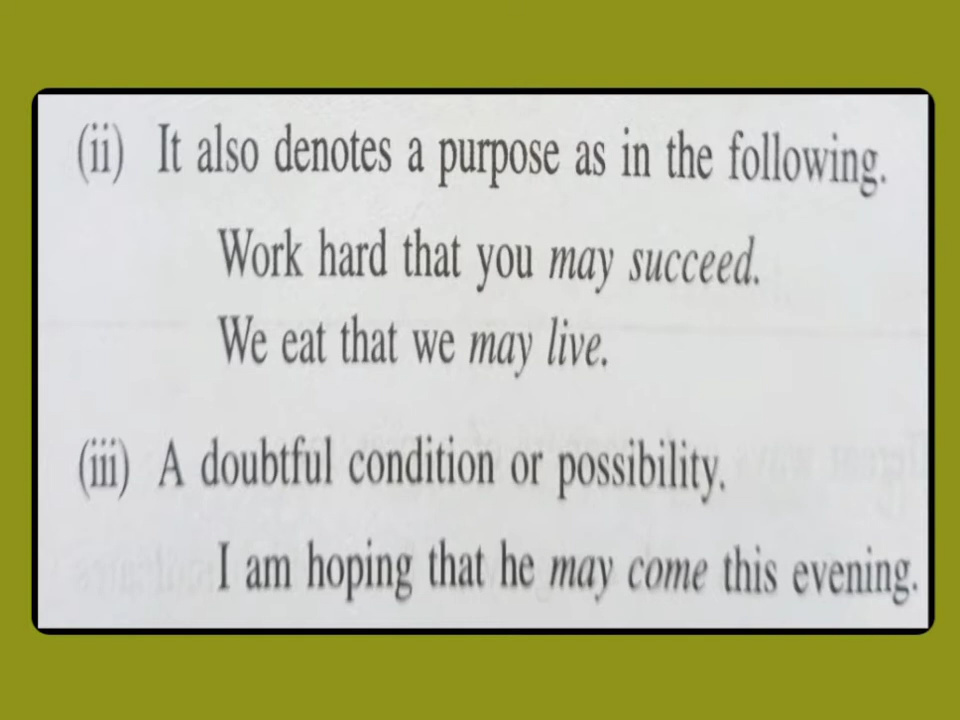 (ii) It also denotes a purpose as in the following.
Work hard that you may succeed.
We eat that we may live.
(iii) A doubtful condition or possibility.
I am hoping that he may come this evening.